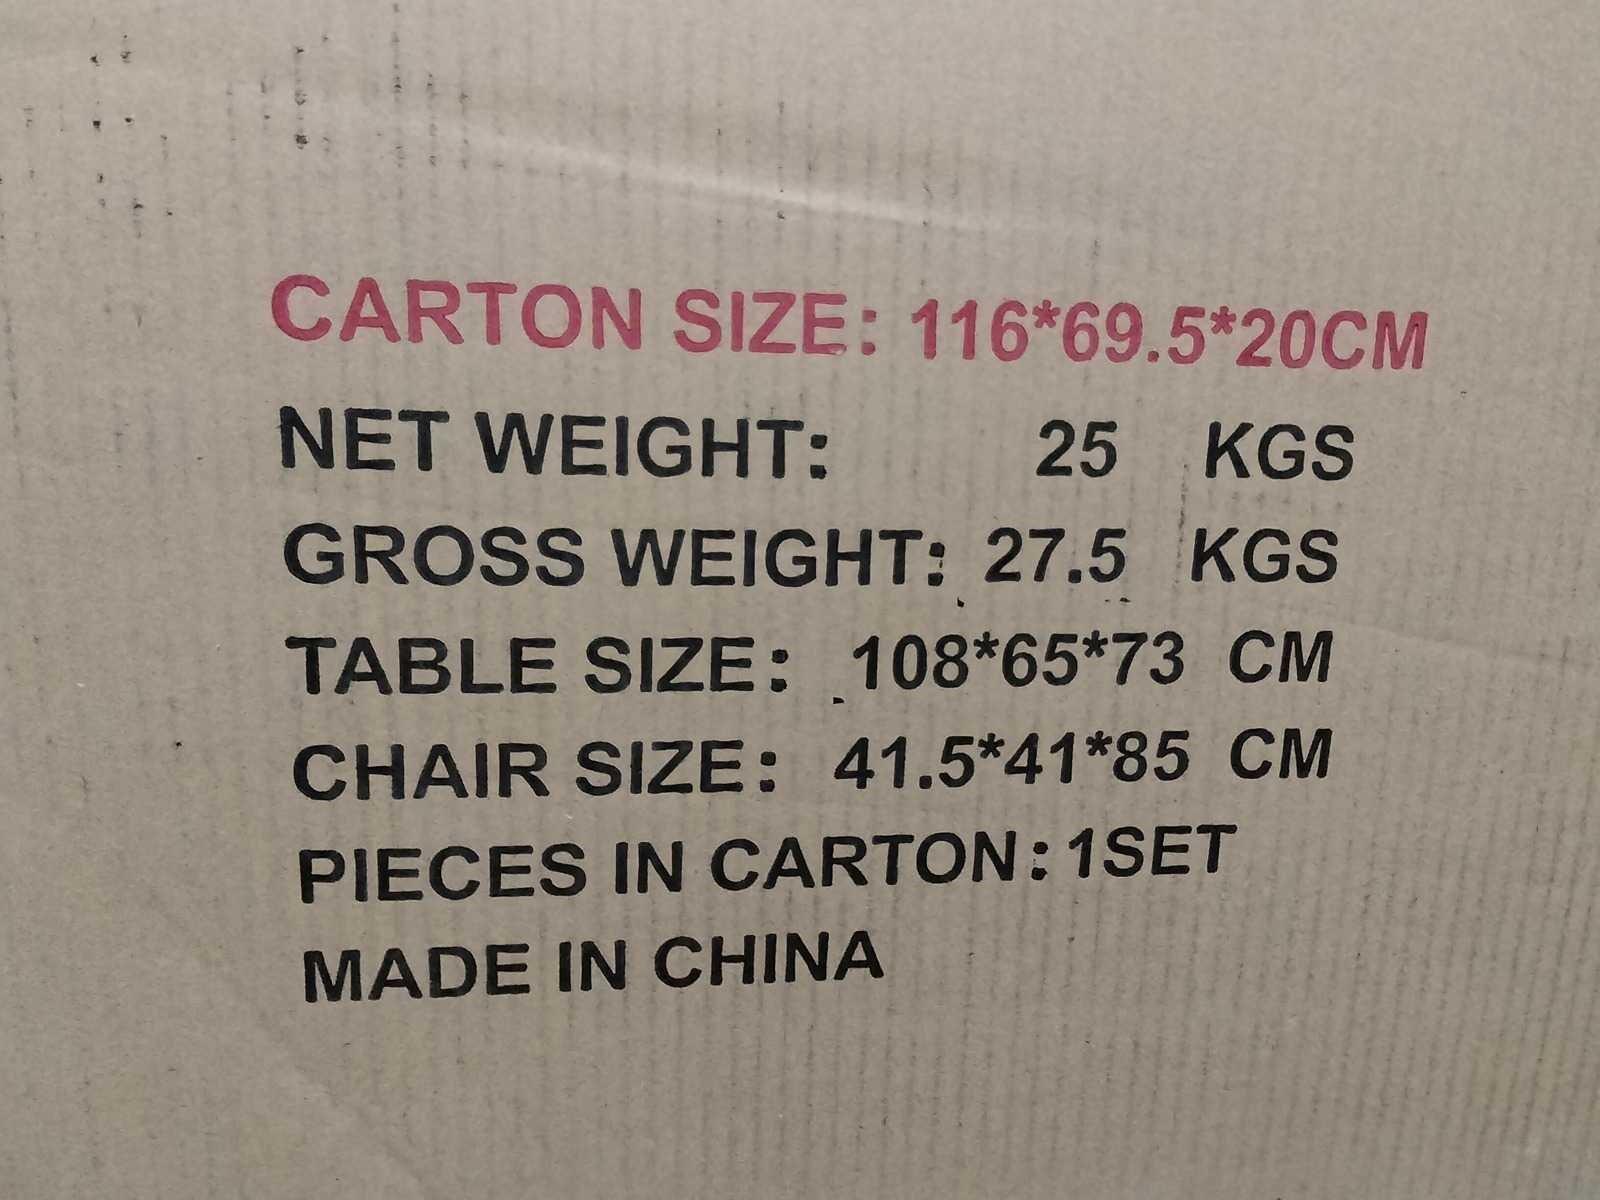 CARTON SIZE: 116*69.5*20CM
NET WEIGHT: 25 KGS
GROSS WEIGHT: 27.5 KGS
TABLE SIZE: 108*65*73 CM
CHAIR SIZE: 41.5*41*85 CM
PIECES IN CARTON: 1SET
MADE IN CHINA